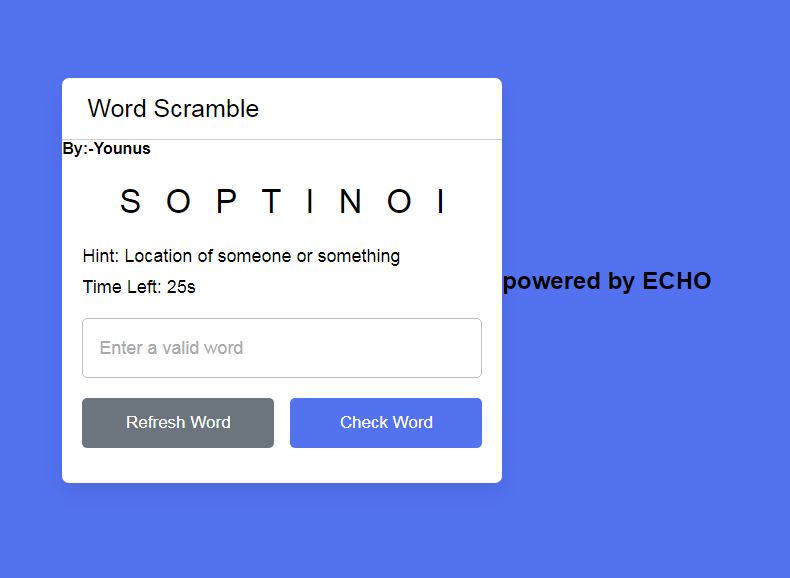 Word Scramble
By:-Younus
S O P T I N O I
Hint: Location of someone or something
Time Left: 25s
powered by ECHO
Enter a valid word
Refresh Word
Check Word